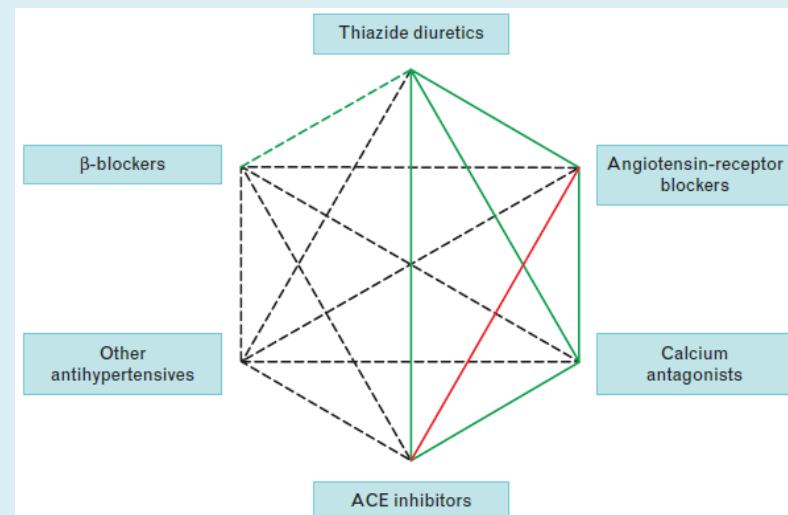 Thiazide diuretics
β-blockers
Angiotensin-receptor
blockers
Other
antihypertensives
Calcium
antagonists
ACE inhibitors